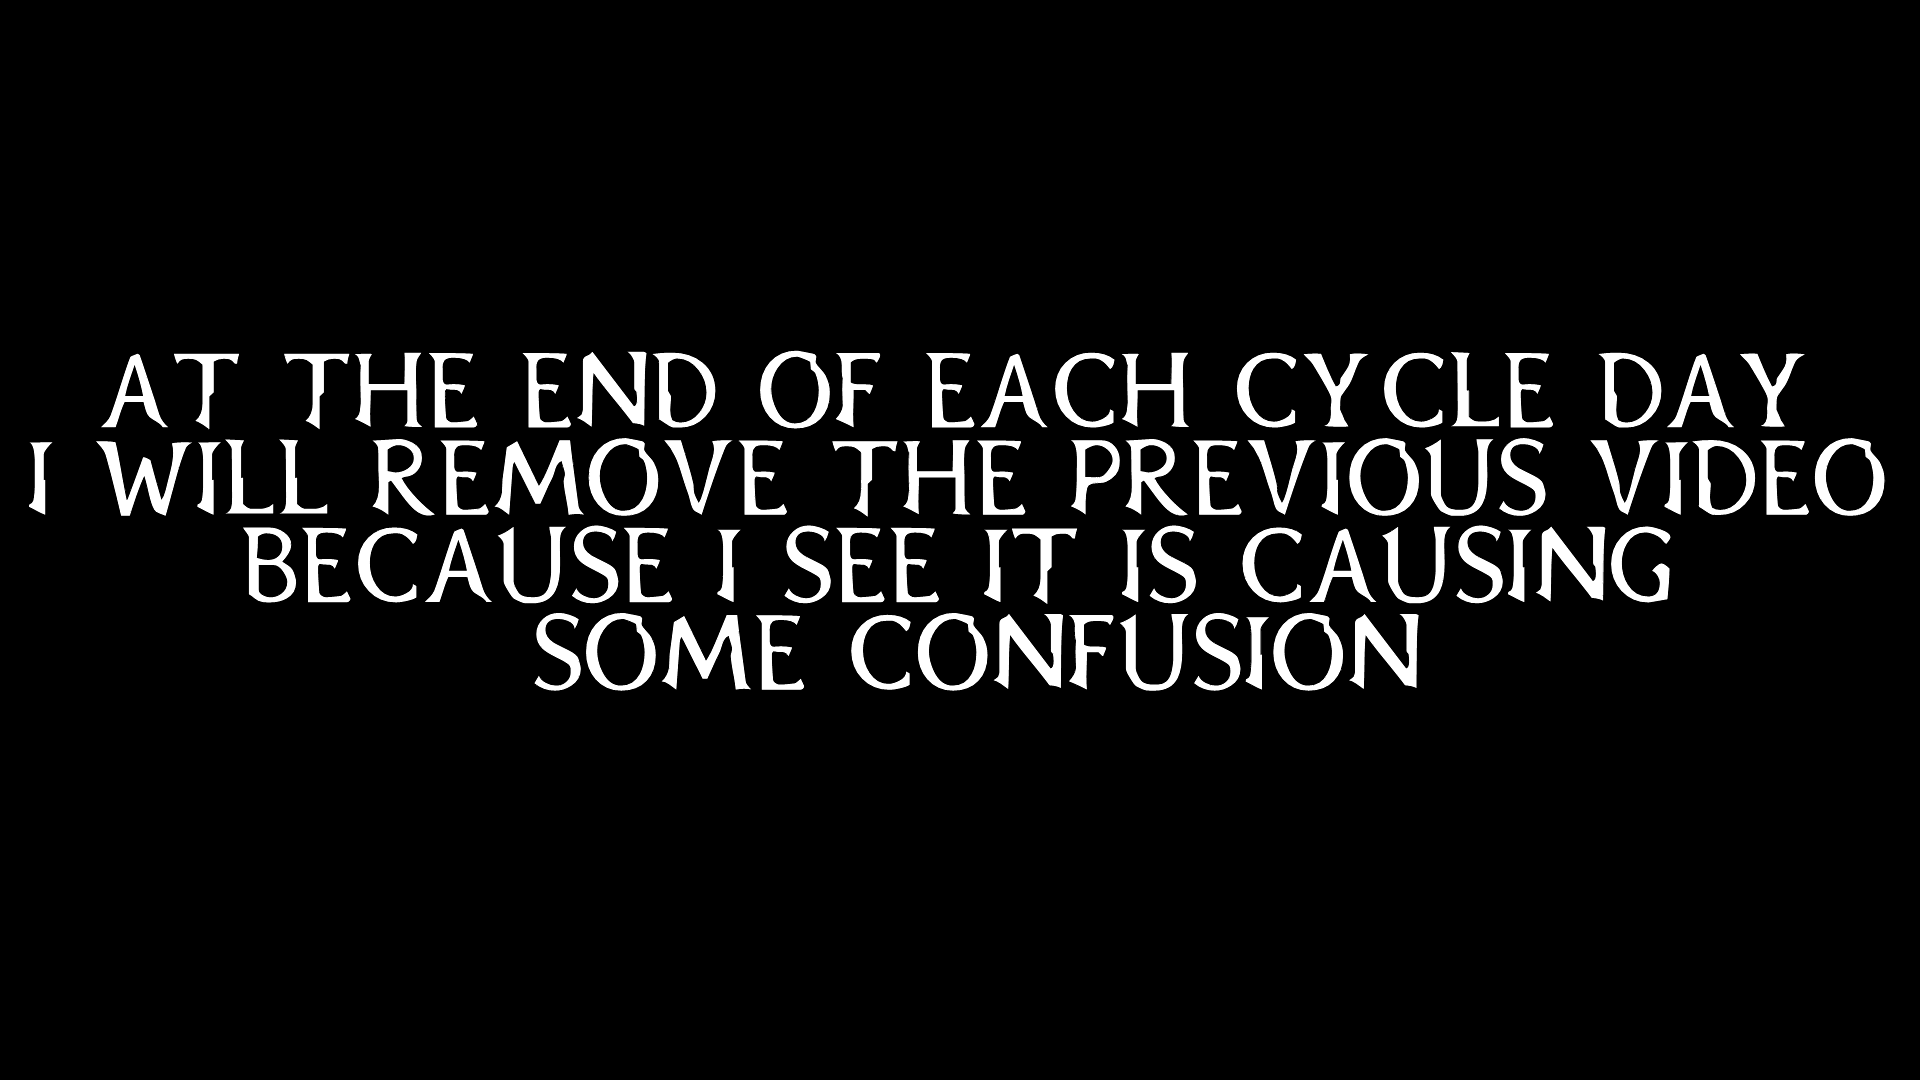 AT THE END OF EACH CYCLE DAY
I WILL REMOVE THE PREVIOUS VIDEO
BECAUSE I SEE IT IS CAUSING
SOME CONFUSION